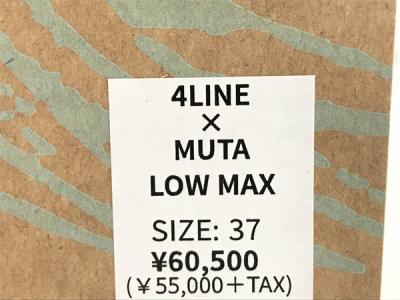 4LINE
×
MUTA
LOW MAX
SIZE: 37
¥60,500
(￥55,000＋TAX)